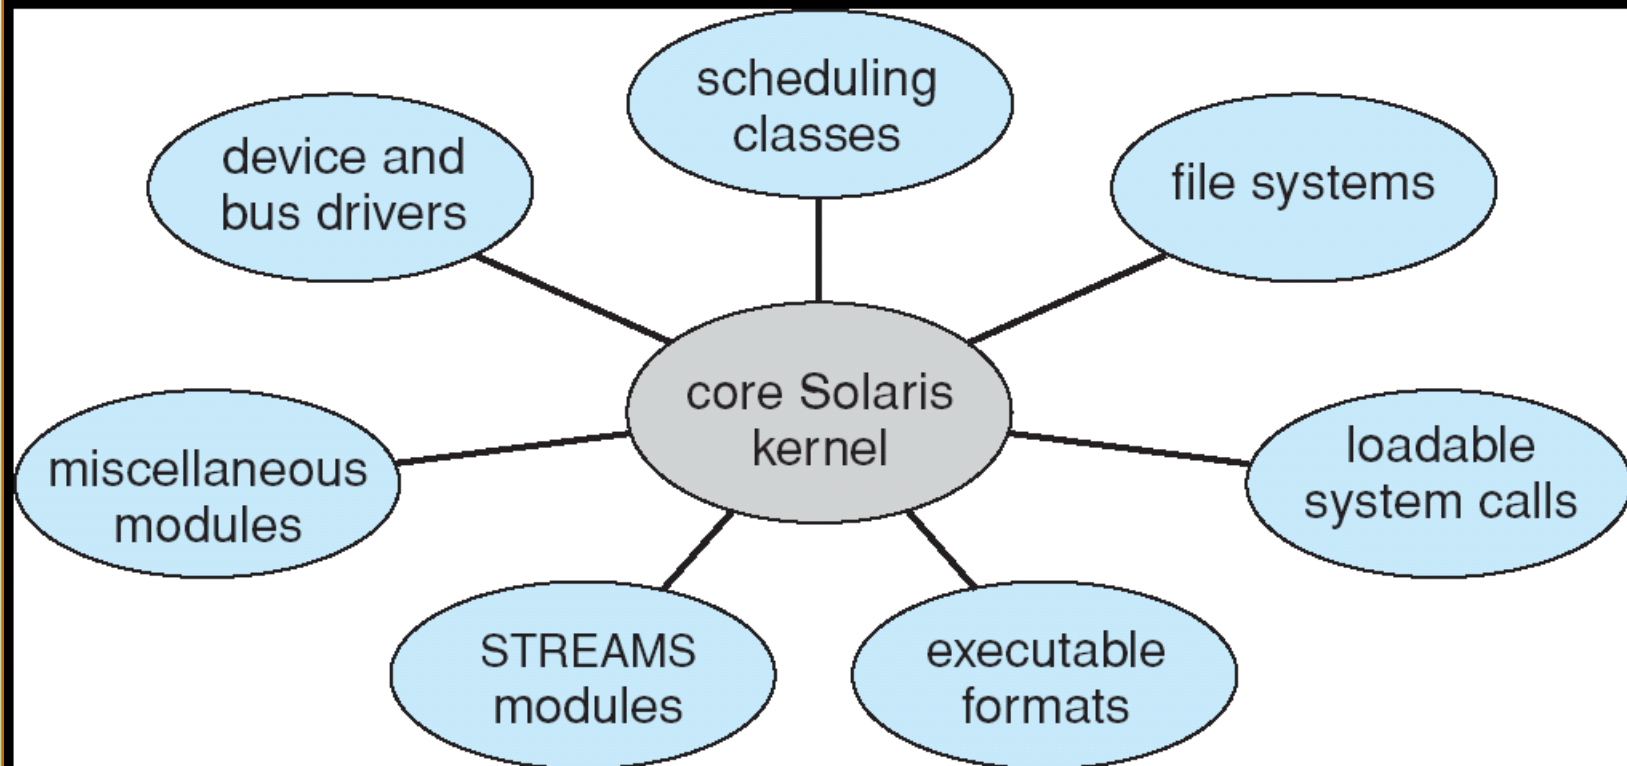 scheduling
classes
device and
bus drivers
file systems
core Solaris
kernel
miscellaneous
modules
loadable
system calls
STREAMS
modules
executable
formats